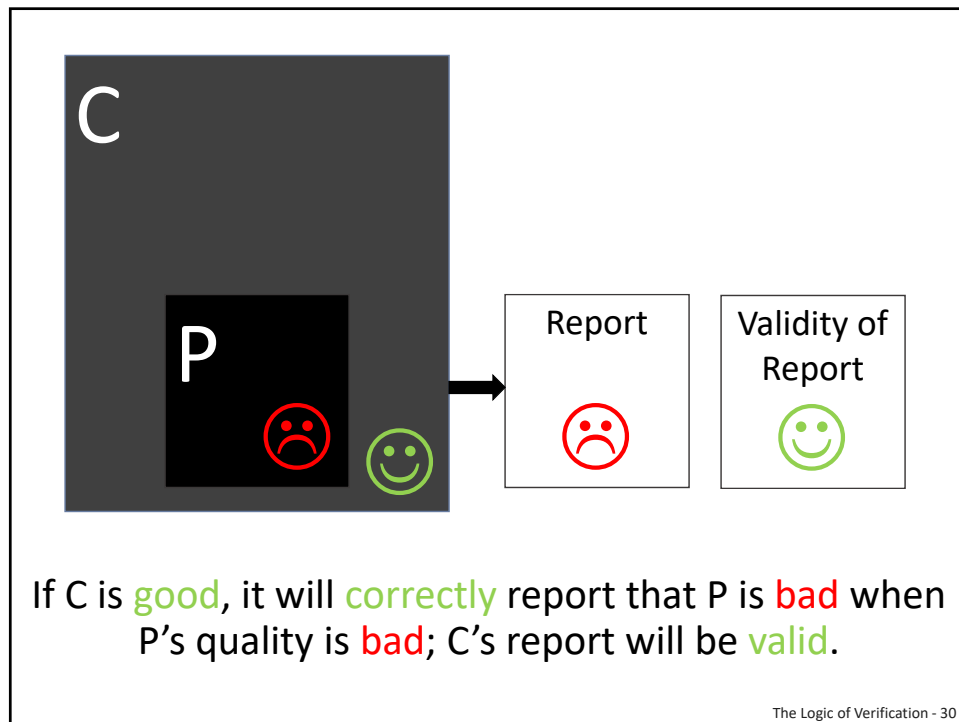 C
P
Report
Validity of
Report
If C is good, it will correctly report that P is bad when
P’s quality is bad; C’s report will be valid.
The Logic of Verification - 30